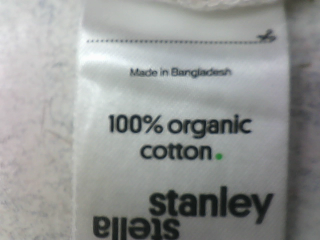 Made in Bangladesh
100% organic
cotton.
stanley
stella